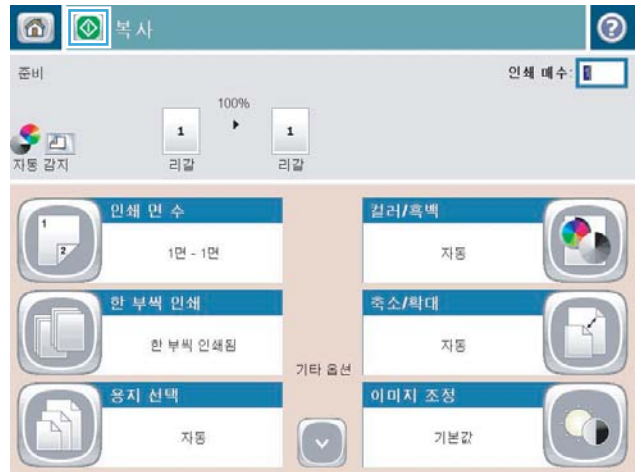 복사
준비
인쇄 매수: 1
100%
1
1
자동 감지
리갈
리갈
인쇄 면 수
1
2
1면 - 1면
컬러/흑백
자동
한 부씩 인쇄
한 부씩 인쇄됨
축소/확대
자동
기타 옵션
용지 선택
자동
이미지 조정
기본값